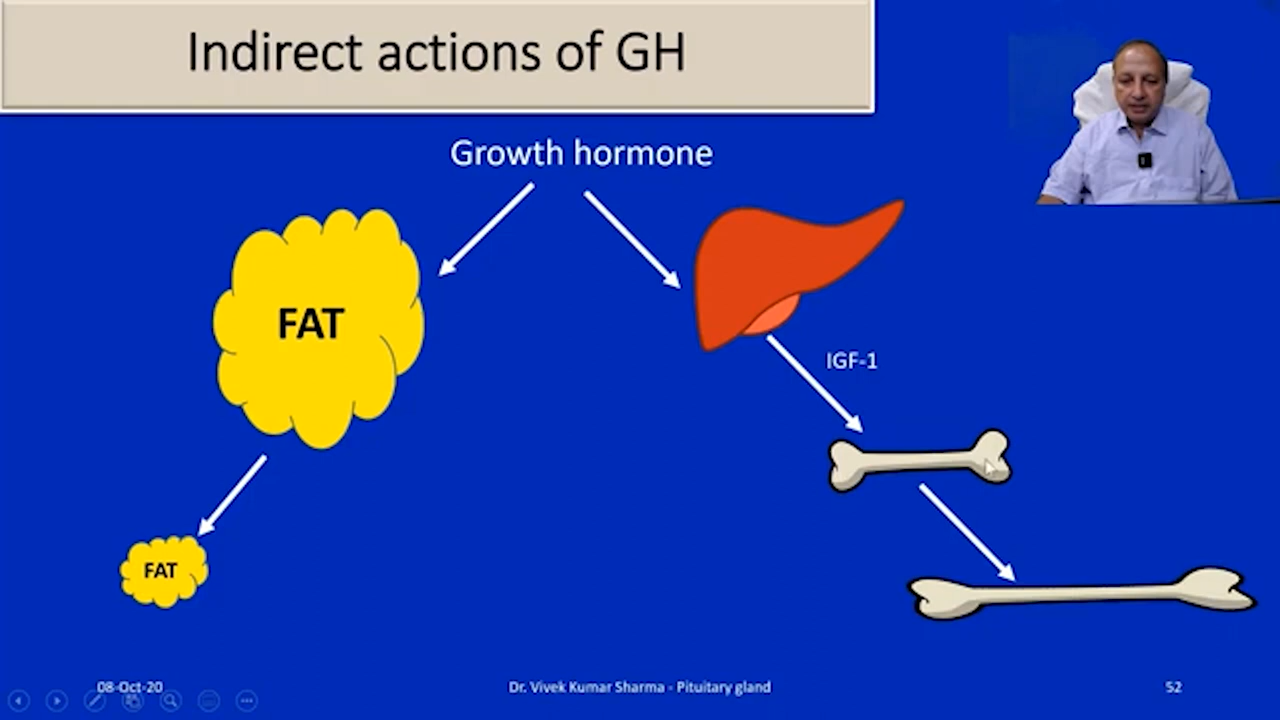 Indirect actions of GH
Growth hormone
FAT
IGF-1
FAT
08-Oct-20
Dr. Vivek Kumar Sharma - Pituitary gland
52